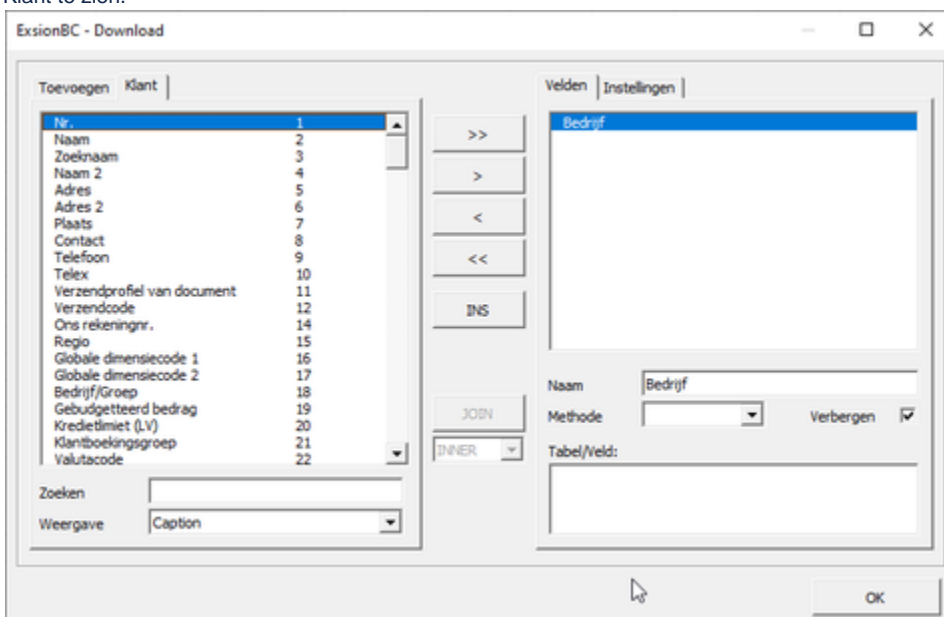 Klant te zien.
ExsionBC - Download
Toevoegen Klant
Nr. 1
Naam 2
Zoeknaam 3
Naam 2 4
Adres 5
Adres 2 6
Plaats 7
Contact 8
Telefoon 9
Telex 10
Verzendprofiel van document 11
Verzendcode 12
Ons rekeningnr. 14
Regio 15
Globale dimensiecode 1 16
Globale dimensiecode 2 17
Bedrijf/Groep 18
Gebudgetteerd bedrag 19
Kredietlimiet (LV) 20
Klantboekingsgroep 21
Valutacode 22
Zoeken
Weergave Caption
>>
>
<
<<
INS
JOIN
INNER
Velden Instellingen
Bedrijf
Naam Bedrijf
Methode Verbergen
Tabel/Veld:
OK